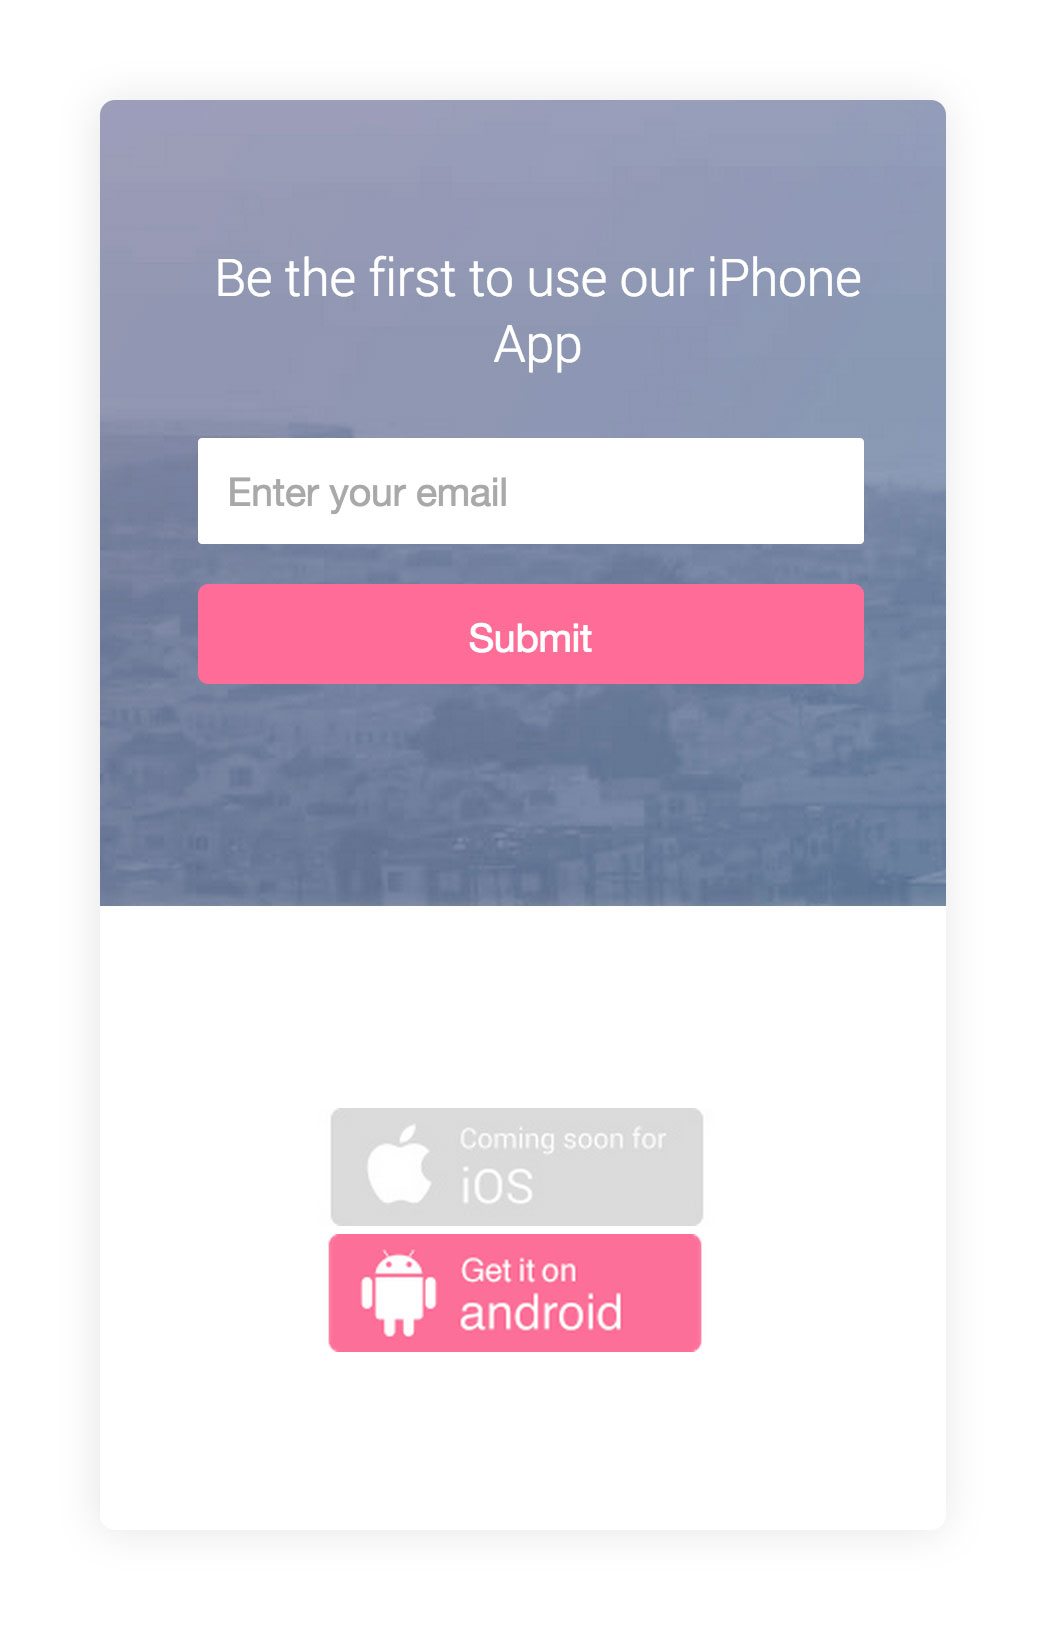 Be the first to use our iPhone
App
Enter your email
Submit
Coming soon for
iOS
Get it on
android